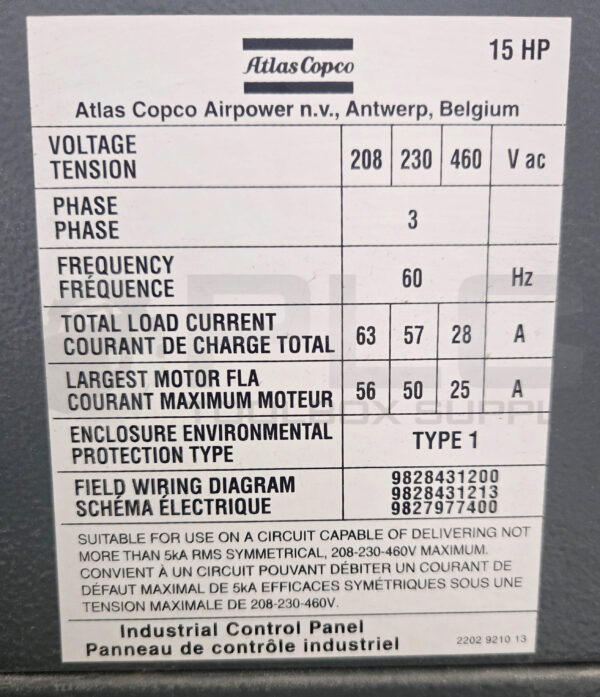 Atlas Copco
15 HP
Atlas Copco Airpower n.v., Antwerp, Belgium
VOLTAGE
TENSION
208 230 460 V ac
PHASE
PHASE
3
FREQUENCY
FRÉQUENCE
60 Hz
TOTAL LOAD CURRENT
COURANT DE CHARGE TOTAL
63 57 28 A
LARGEST MOTOR FLA
COURANT MAXIMUM MOTEUR
56 50 25 A
ENCLOSURE ENVIRONMENTAL
PROTECTION TYPE
TYPE 1
FIELD WIRING DIAGRAM
SCHÉMA ÉLECTRIQUE
9828431200
9828431213
9827977400
SUITABLE FOR USE ON A CIRCUIT CAPABLE OF DELIVERING NOT
MORE THAN 5kA RMS SYMMETRICAL, 208-230-460V MAXIMUM.
CONVIENT À UN CIRCUIT POUVANT DÉBITER UN COURANT DE
DÉFAUT MAXIMAL DE 5kA EFFICACES SYMÉTRIQUES SOUS UNE
TENSION MAXIMALE DE 208-230-460V.
Industrial Control Panel
Panneau de contrôle industriel
2202 9210 13
PLC